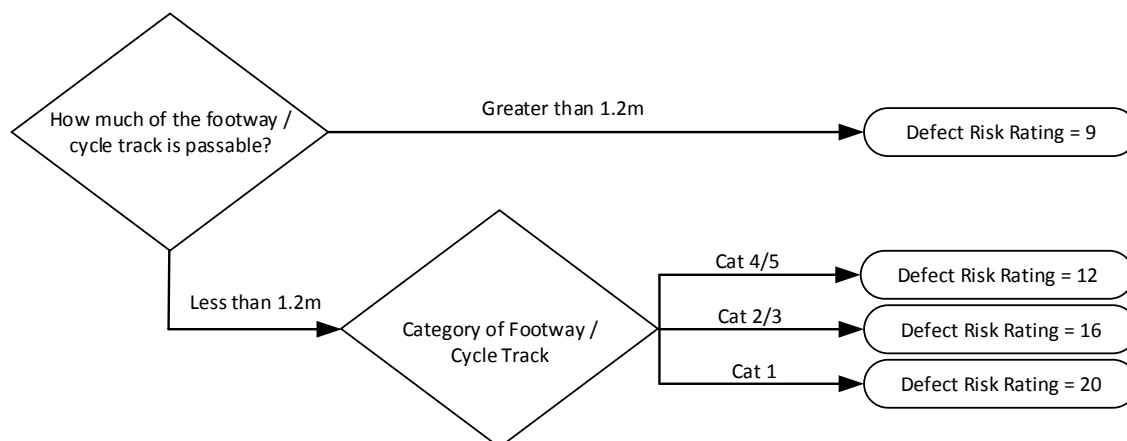 How much of the footway /
cycle track is passable?
Greater than 1.2m
Defect Risk Rating = 9
Less than 1.2m
Category of Footway /
Cycle Track
Cat 4/5
Defect Risk Rating = 12
Cat 2/3
Defect Risk Rating = 16
Cat 1
Defect Risk Rating = 20